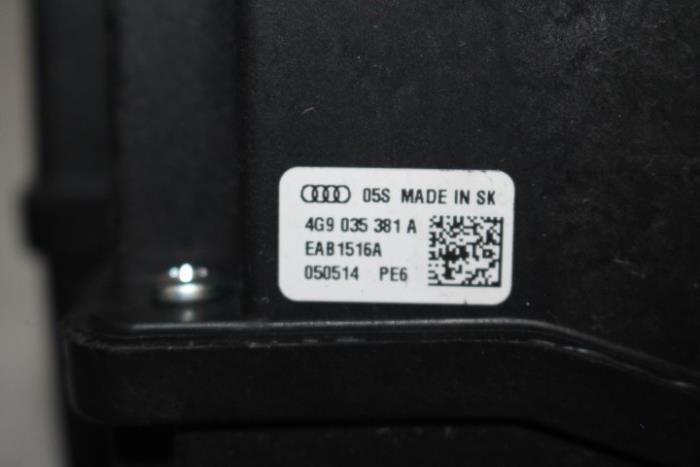 05S MADE IN SK
4G9 035 381 A
EAB1516A
050514 PE6